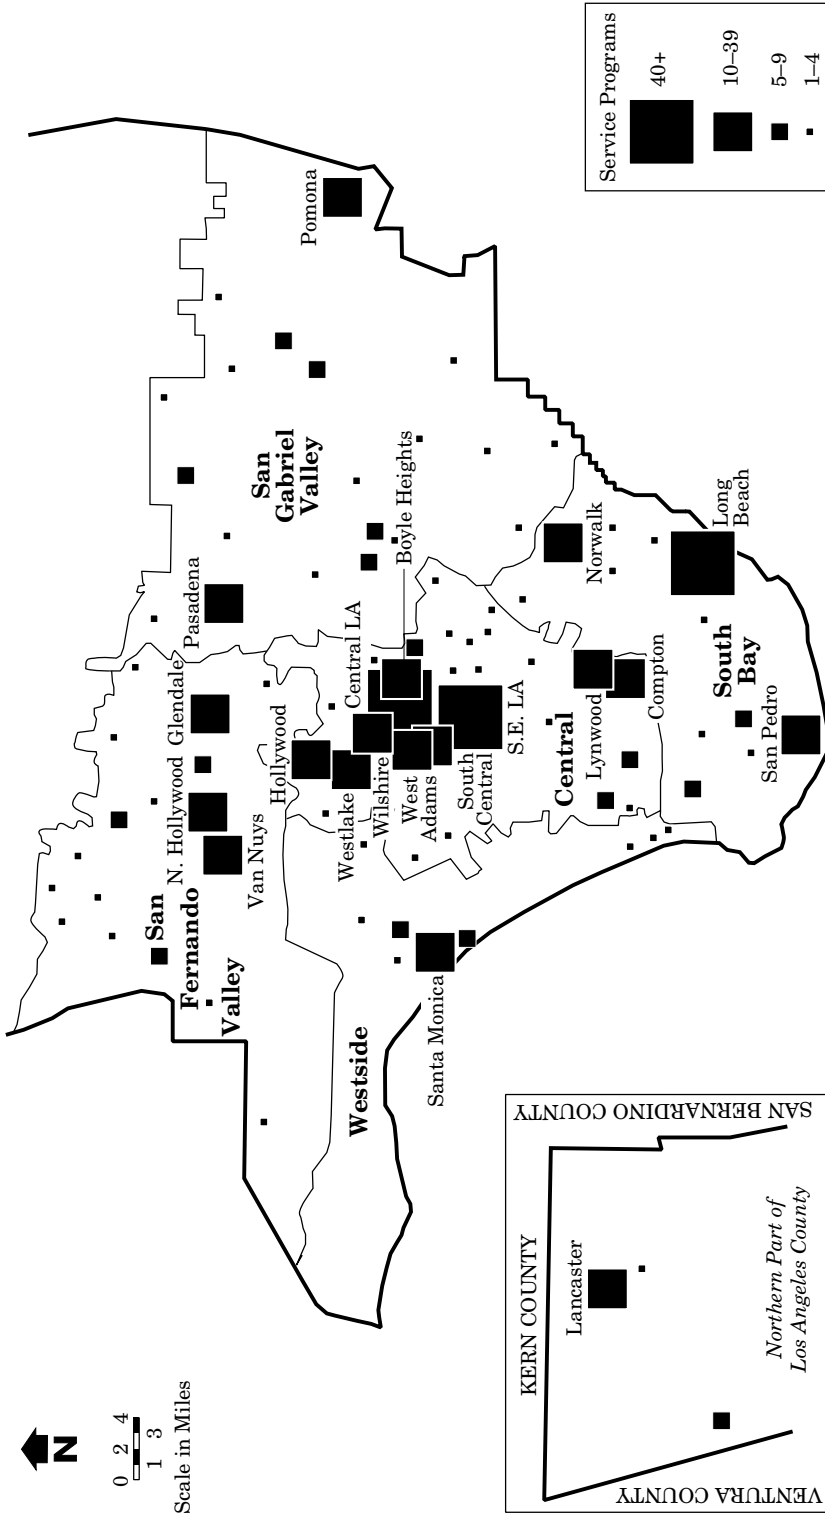 N
0 2 4
1 3
Scale in Miles
San
Fernando
Valley
N. Hollywood
Van Nuys
Glendale
Pasadena
San
Gabriel
Valley
Pomona
Hollywood
Central LA
Boyle Heights
Westlake
Wilshire
West
Adams
South
Central
S.E. LA
Westside
Santa Monica
Central
Lynwood
Compton
Norwalk
South
Bay
San Pedro
Long
Beach
KERN COUNTY
VENTURA COUNTY
SAN BERNARDINO COUNTY
Lancaster
Northern Part of
Los Angeles County
Service Programs
40+
10–39
5–9
1–4